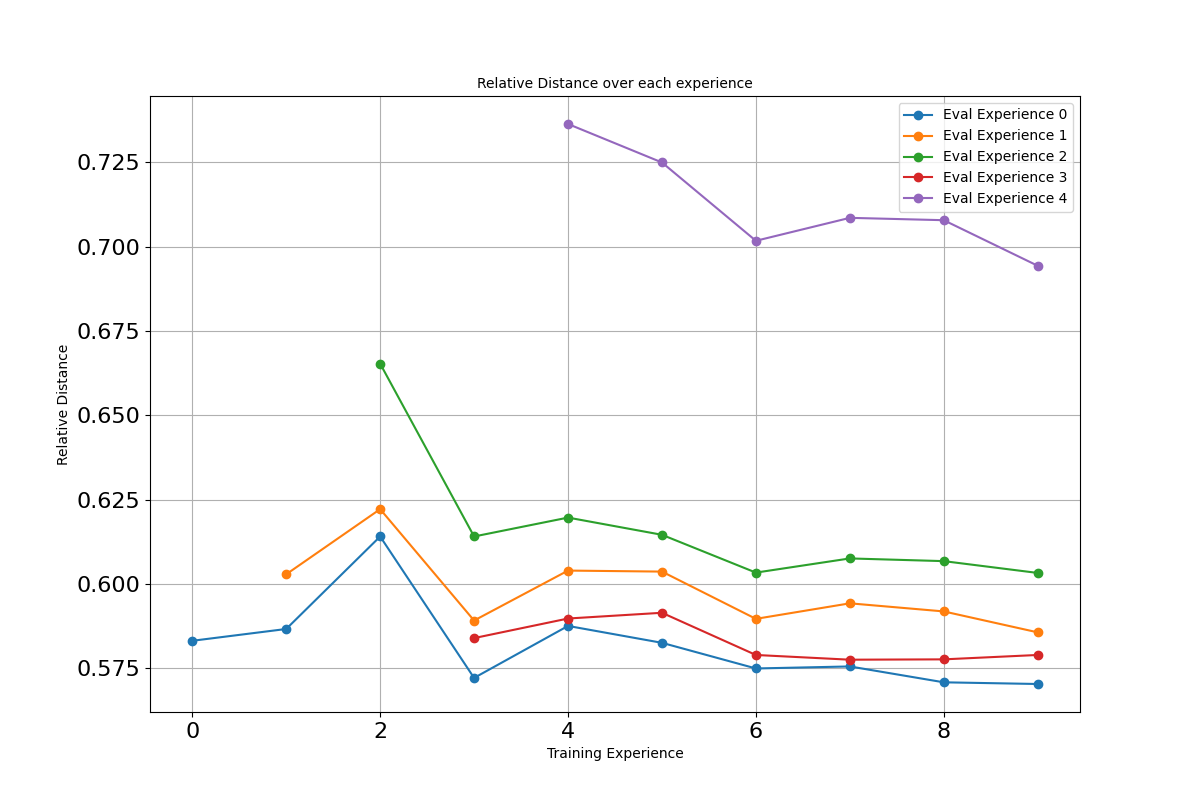 Relative Distance over each experience
Eval Experience 0
Eval Experience 1
Eval Experience 2
Eval Experience 3
Eval Experience 4
0.725
0.700
0.675
0.650
0.625
0.600
0.575
Relative Distance
0 2 4 6 8
Training Experience